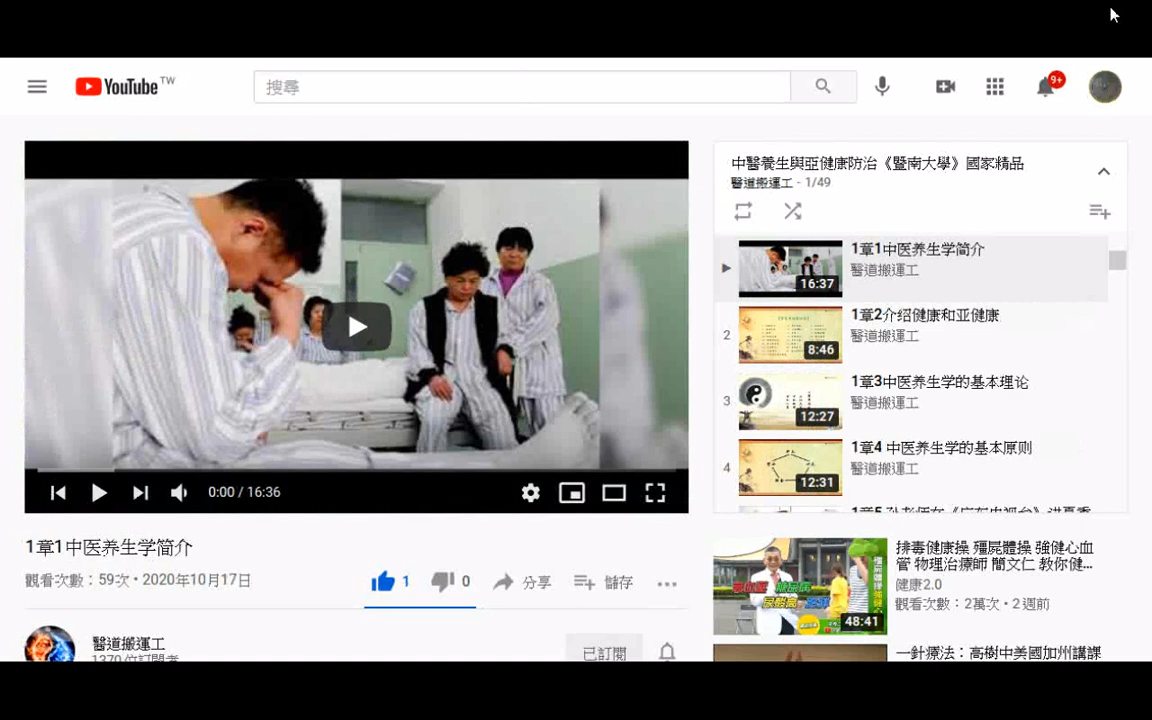 YouTube TW
搜尋
9+
0:00 / 16:36
1章1中医养生学简介
觀看次數：59次 • 2020年10月17日
1
0
分享
儲存
醫道搬運工
1370 位訂閱者
已訂閱
中醫養生與亞健康防治《暨南大學》國家精品
醫道搬運工 - 1/49
16:37
1章1中医养生学简介
醫道搬運工
2
8:46
1章2介绍健康和亚健康
醫道搬運工
3
12:27
1章3中医养生学的基本理论
醫道搬運工
4
12:31
1章4 中医养生学的基本原则
醫道搬運工
48:41
排毒健康操 殭屍體操 強健心血
管 物理治療師 簡文仁 教你健...
健康2.0
觀看次數：2萬次 • 2 週前
一針療法：高樹中美國加州講課